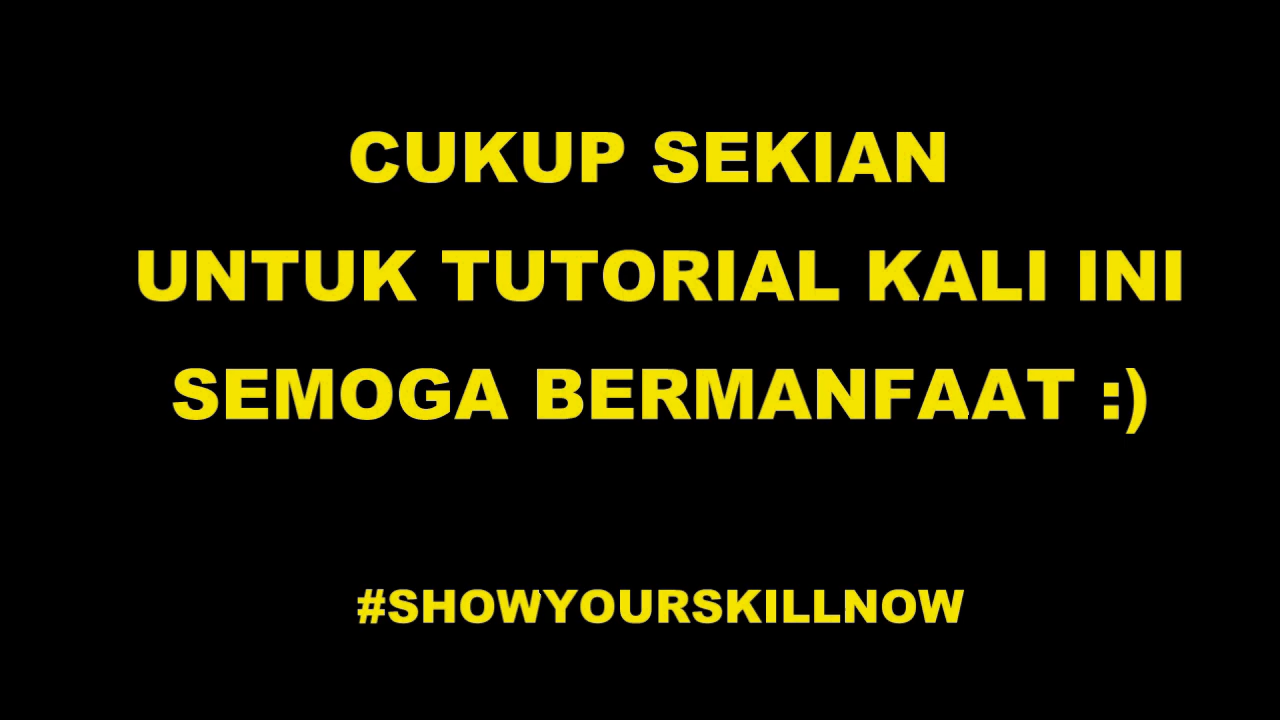 CUKUP SEKIAN
UNTUK TUTORIAL KALI INI
SEMOGA BERMANFAAT :)
#SHOWYOURSKILLNOW